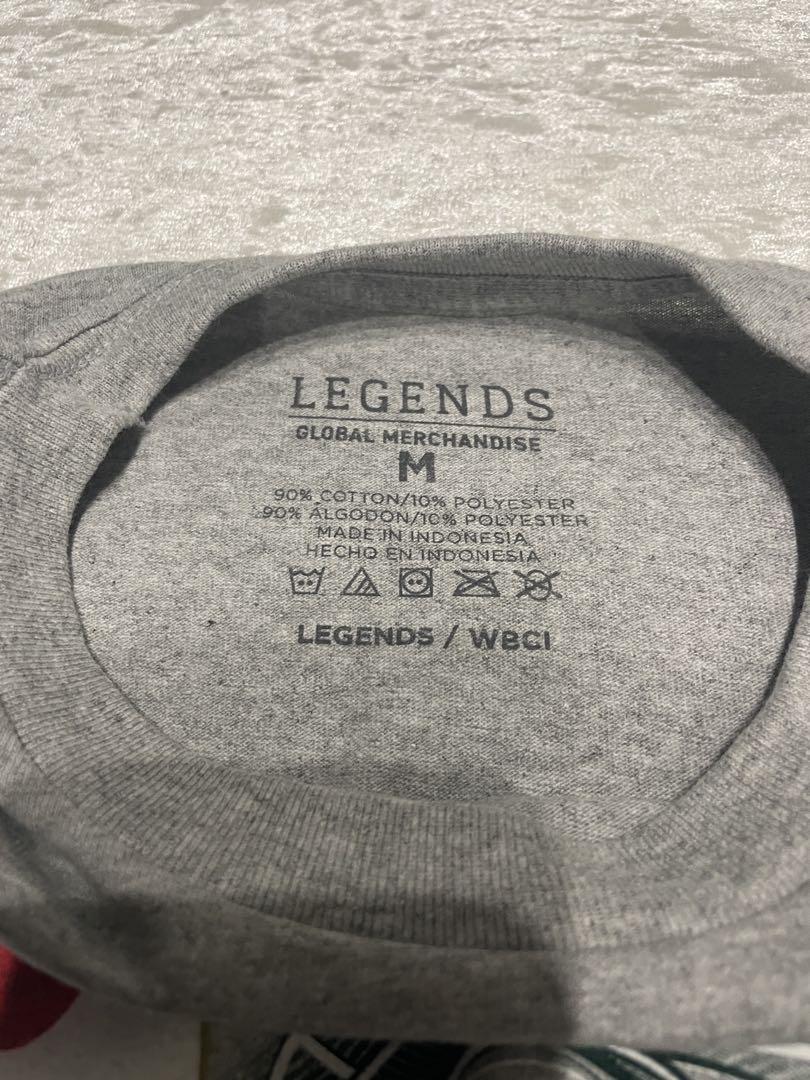 LEGENDS
GLOBAL MERCHANDISE
M
90% COTTON/10% POLYESTER
90% ALGODON/10% POLYESTER
MADE IN INDONESIA
HECHO EN INDONESIA
LEGENDS / WBCI